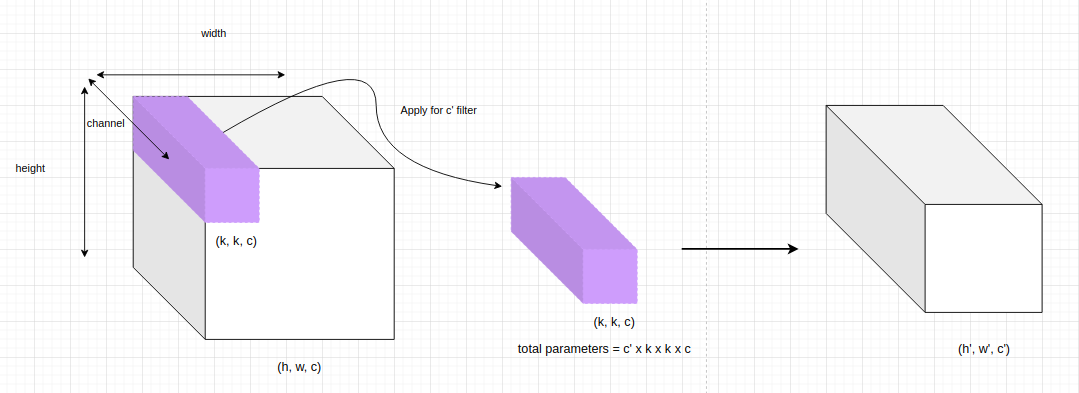 width
Apply for c' filter
channel
height
(k, k, c)
(k, k, c)
total parameters = c' x k x k x c
(h', w', c')
(h, w, c)